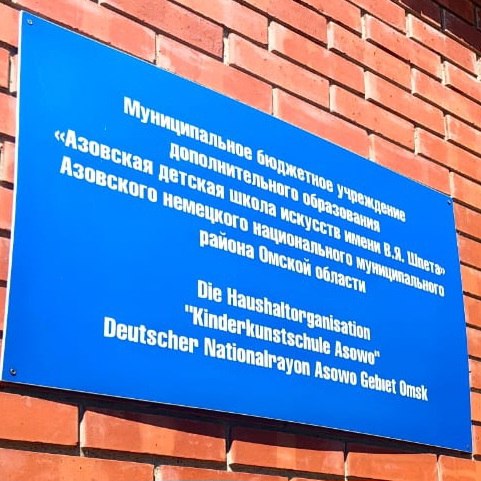 Муниципальное бюджетное учреждение
дополнительного образования
«Азовская детская школа искусств имени В.Я. Шпета»
Азовского немецкого национального муниципального
района Омской области
Die Haushaltorganisation
"Kinderkunstschule Asowo"
Deutscher Nationalrayon Asowo Gebiet Omsk